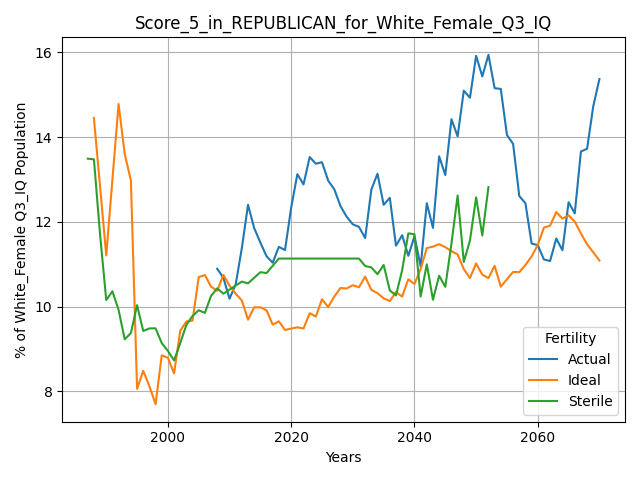 Score_5_in_REPUBLICAN_for_White_Female_Q3_IQ
% of White_Female Q3_IQ Population
16
14
12
10
8
2000 2020 2040 2060
Years
Fertility
Actual
Ideal
Sterile